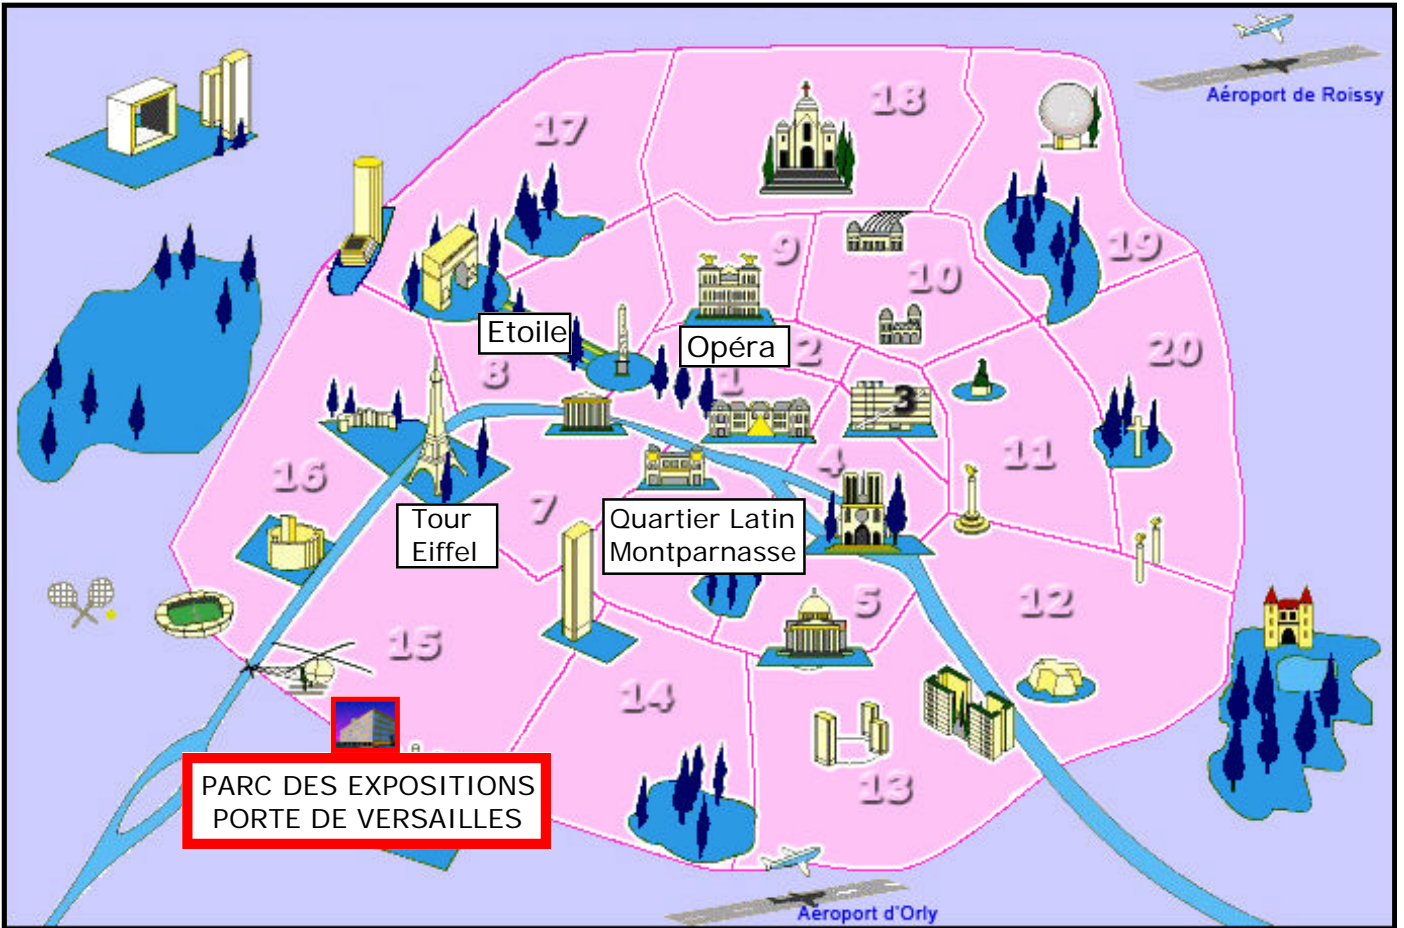 Aéroport de Roissy
18
17
19
9
10
Etoile
Opéra
2
20
8
1
3
16
4
11
7
Tour
Eiffel
Quartier Latin
Montparnasse
5
12
15
14
PARC DES EXPOSITIONS
PORTE DE VERSAILLES
13
Aéroport d'Orly